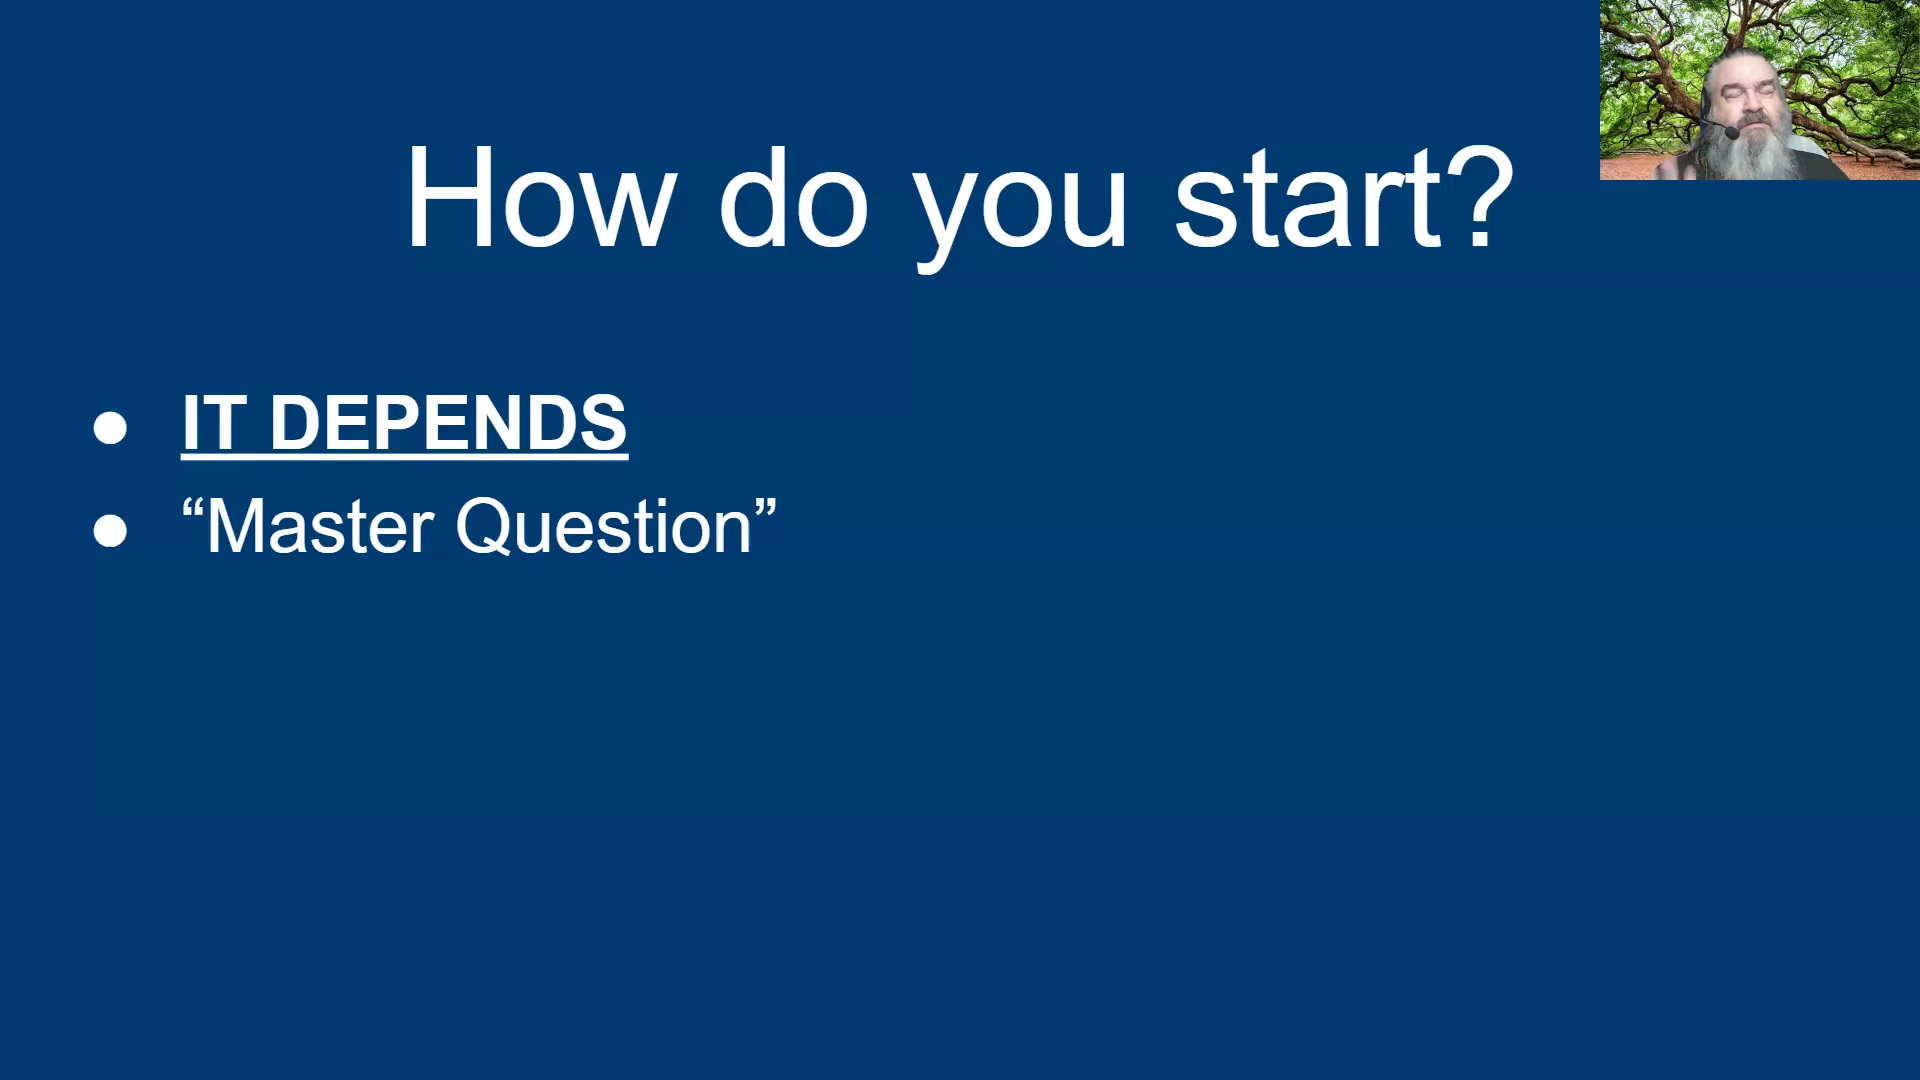 How do you start?
● IT DEPENDS
● “Master Question”